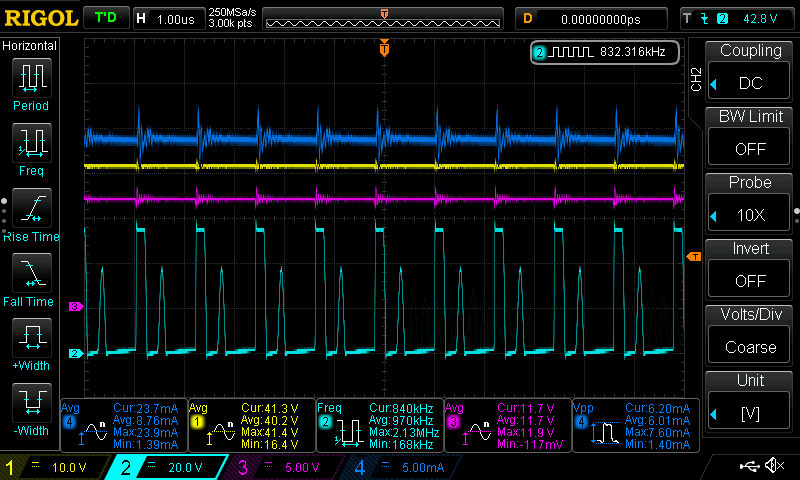 RIGOL T'D H 1.00us 250MSa/s 3.00k pts T D 0.00000000ps T 2 42.8 V
Horizontal
Period
Freq
Rise Time
Fall Time
+Width
-Width
T
2 832.316kHz
3
2
T
CH2
Coupling
DC
BW Limit
OFF
Probe
10X
Invert
OFF
Volts/Div
Coarse
Unit
[V]
Avg 4 n Cur:23.7mA
Avg:8.76mA
Max:23.9mA
Min:1.39mA
Avg 1 n Cur:41.3 V
Avg:40.2 V
Max:41.4 V
Min:16.4 V
Freq 2 Cur:840kHz
Avg:970kHz
Max:2.13MHz
Min:168kHz
Avg 3 n Cur:11.7 V
Avg:11.7 V
Max:11.9 V
Min:-117mV
Vpp 4 Cur:6.20mA
Avg:6.01mA
Max:7.60mA
Min:1.40mA
1 10.0 V 2 20.0 V 3 5.00 V 4 5.00mA